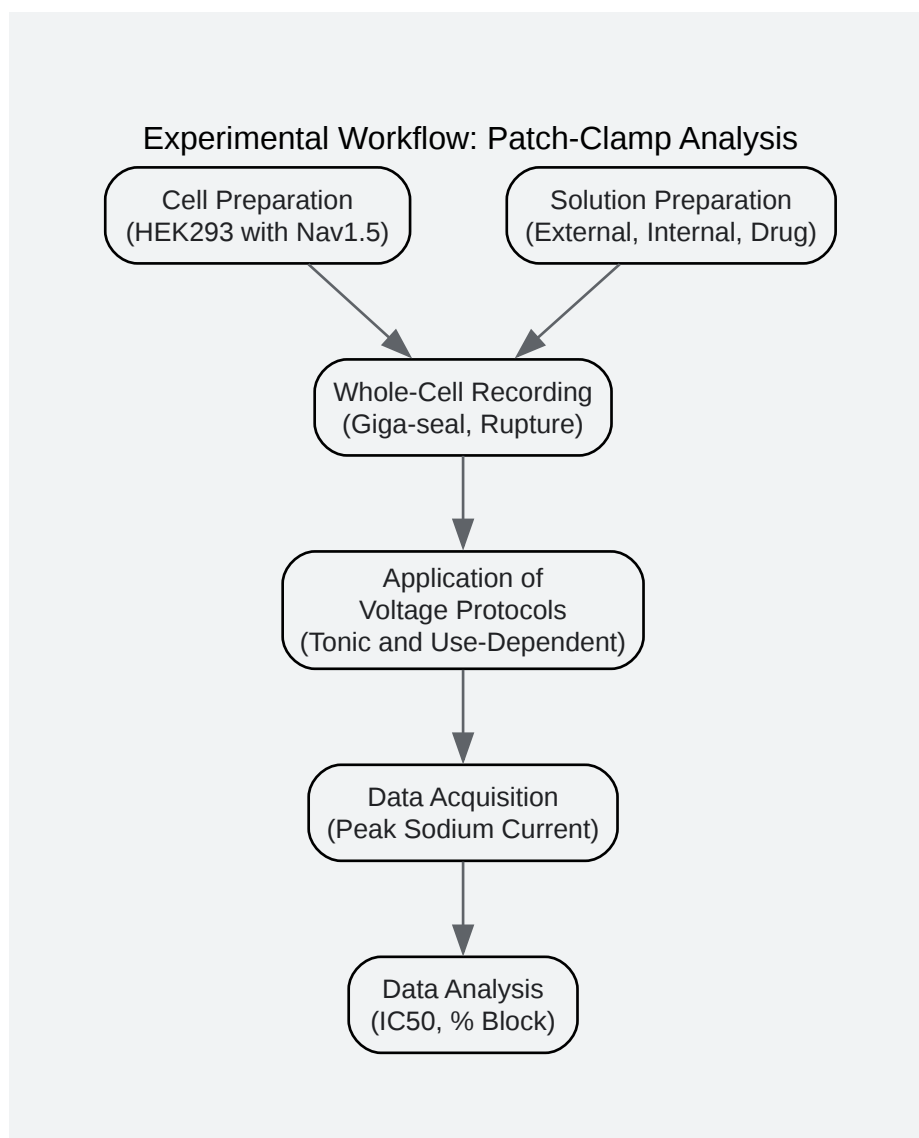 Experimental Workflow: Patch-Clamp Analysis
Cell Preparation
(HEK293 with Nav1.5)
Solution Preparation
(External, Internal, Drug)
Whole-Cell Recording
(Giga-seal, Rupture)
Application of
Voltage Protocols
(Tonic and Use-Dependent)
Data Acquisition
(Peak Sodium Current)
Data Analysis
(IC50, % Block)